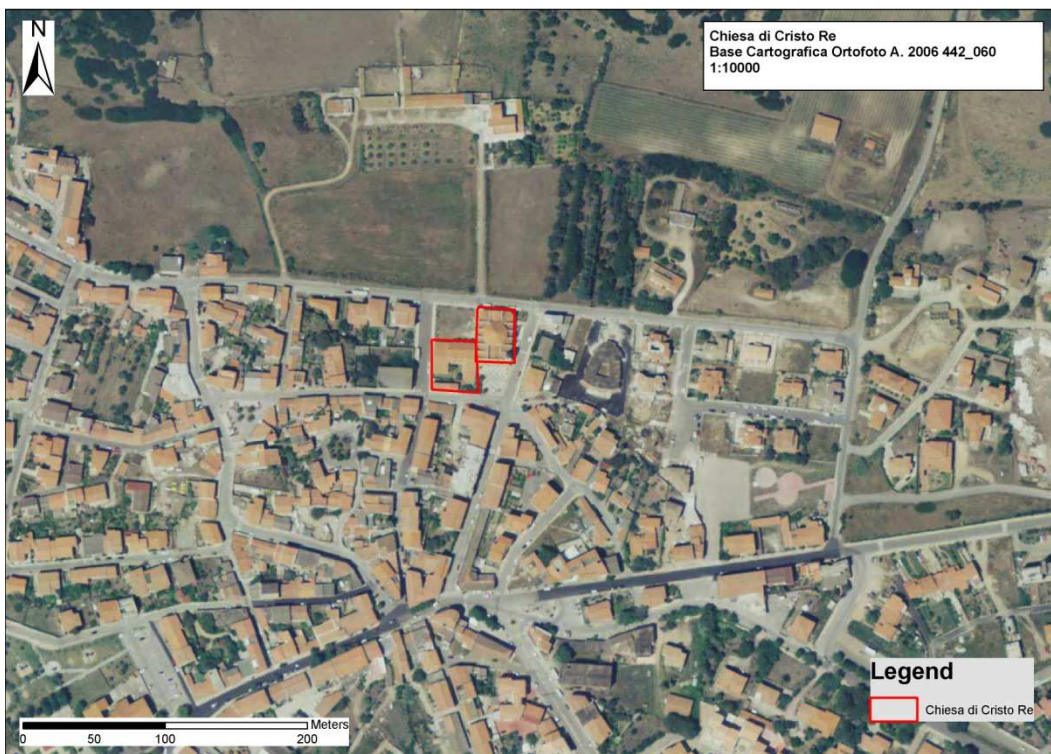 N
Chiesa di Cristo Re
Base Cartografica Ortofoto A. 2006 442_060
1:10000
Legend
Chiesa di Cristo Re
Meters
0 50 100 200